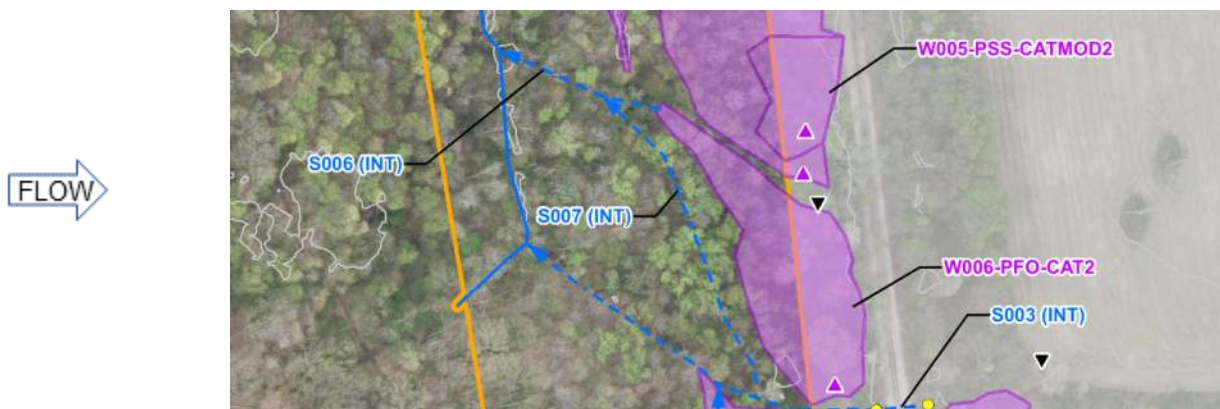 W005-PSS-CATMOD2
S006 (INT)
FLOW
S007 (INT)
W006-PFO-CAT2
S003 (INT)